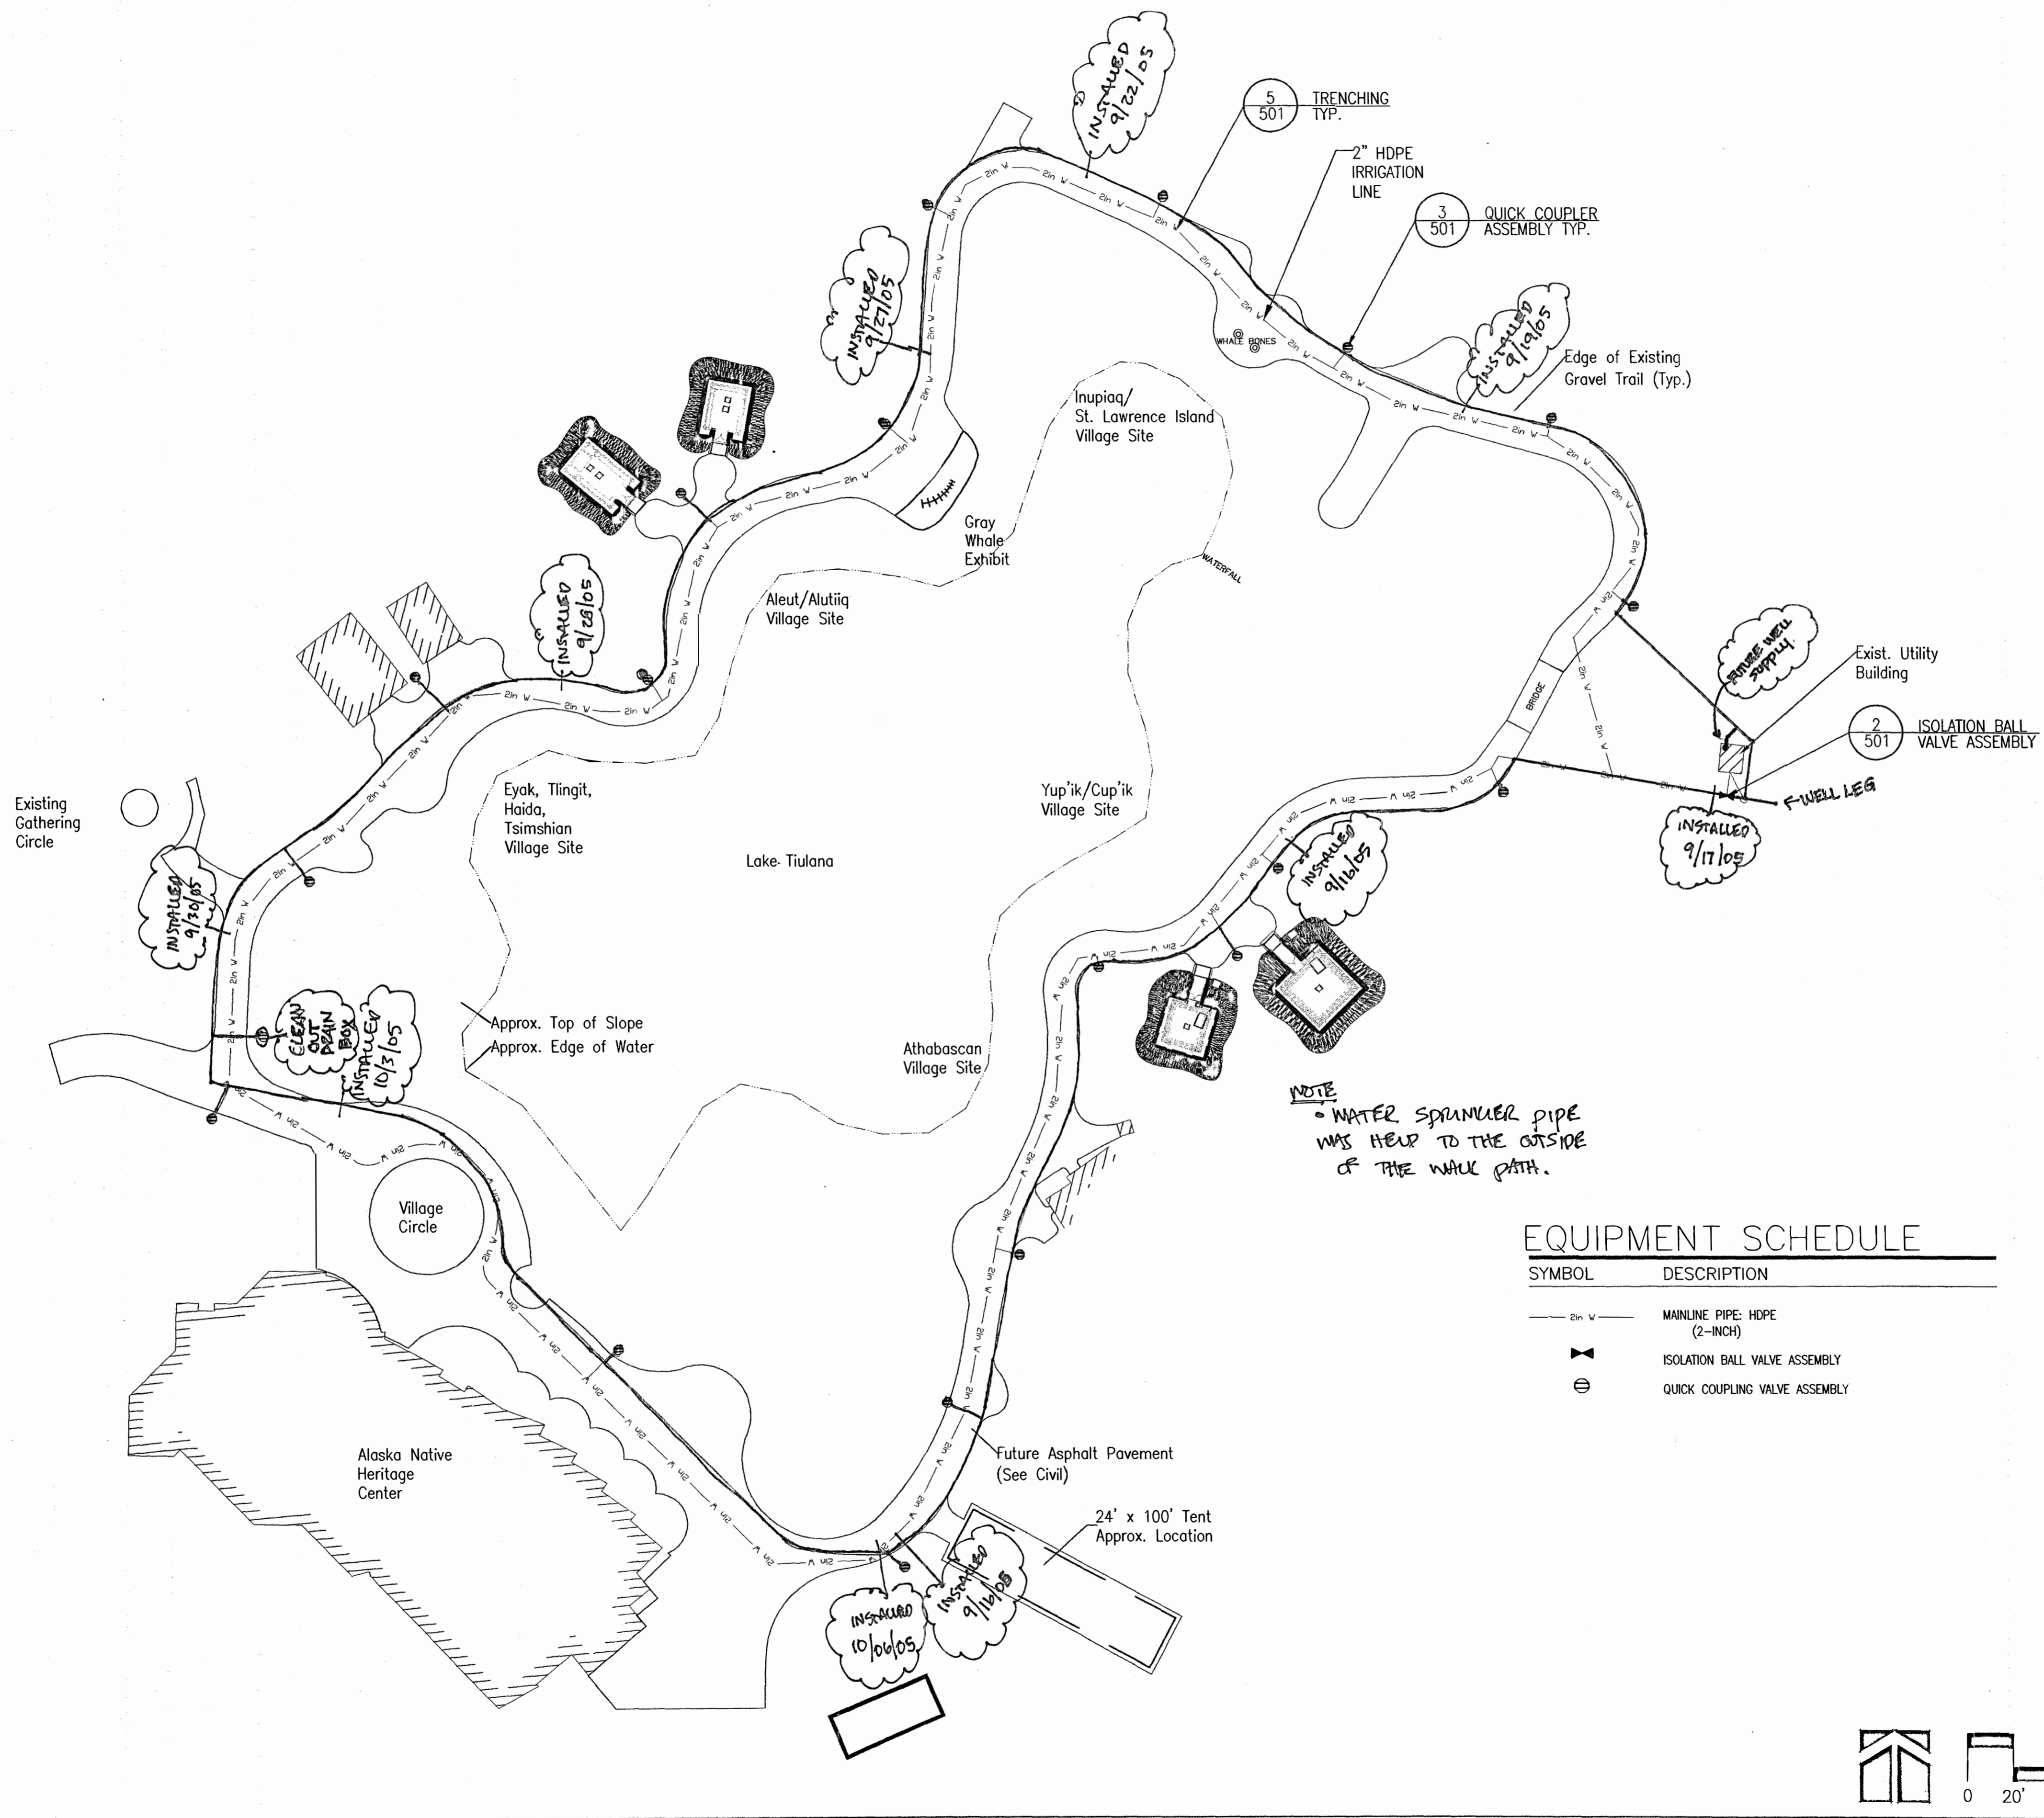 INSTALLED
9/22/05
5
501
TRENCHING
TYP.
2" HDPE
IRRIGATION
LINE
3
501
QUICK COUPLER
ASSEMBLY TYP.
INSTALLED
9/27/05
WHALE BONES
INSTALLED
9/19/05
Edge of Existing
Gravel Trail (Typ.)
Inupiaq/
St. Lawrence Island
Village Site
Gray
Whale
Exhibit
WATERFALL
INSTALLED
9/28/05
Aleut/Alutiiq
Village Site
FUTURE WELL
SUPPLY
Exist. Utility
Building
BRIDGE
2
501
ISOLATION BALL
VALVE ASSEMBLY
WELL LEG
INSTALLED
9/17/05
Existing
Gathering
Circle
Eyak, Tlingit,
Haida,
Tsimshian
Village Site
Yup'ik/Cup'ik
Village Site
Lake Tiulana
INSTALLED
9/16/05
INSTALLED
9/30/05
CLEAN
OUT
DRAIN
BOX
INSTALLED
10/3/05
Approx. Top of Slope
Approx. Edge of Water
Athabascan
Village Site
NOTE
• WATER SPRINKLER PIPE
WAS HELP TO THE OUTSIDE
OF THE WALK PATH.
Village
Circle
EQUIPMENT SCHEDULE
SYMBOL DESCRIPTION
2in W MAINLINE PIPE: HDPE
(2-INCH)
ISOLATION BALL VALVE ASSEMBLY
QUICK COUPLING VALVE ASSEMBLY
Alaska Native
Heritage
Center
Future Asphalt Pavement
(See Civil)
24' x 100' Tent
Approx. Location
INSTALLED
10/06/05
INSTALLED
9/16/05
0 20'